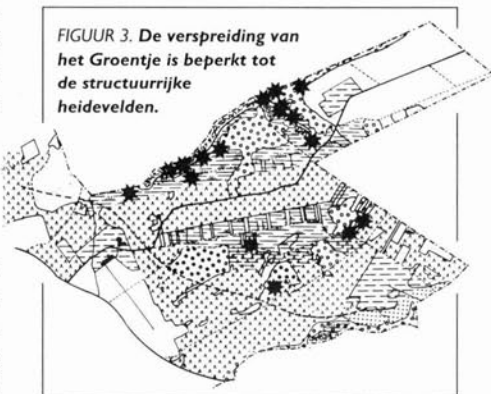 FIGUUR 3. De verspreiding van
het Groentje is beperkt tot
de structuurrijke
heidevelden.